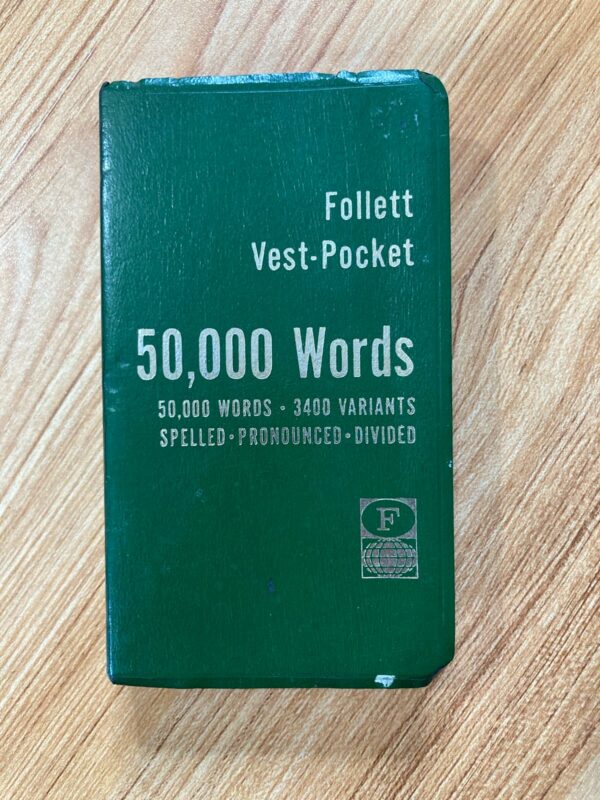 Follett
Vest-Pocket
50,000 Words
50,000 WORDS • 3400 VARIANTS
SPELLED • PRONOUNCED • DIVIDED
F